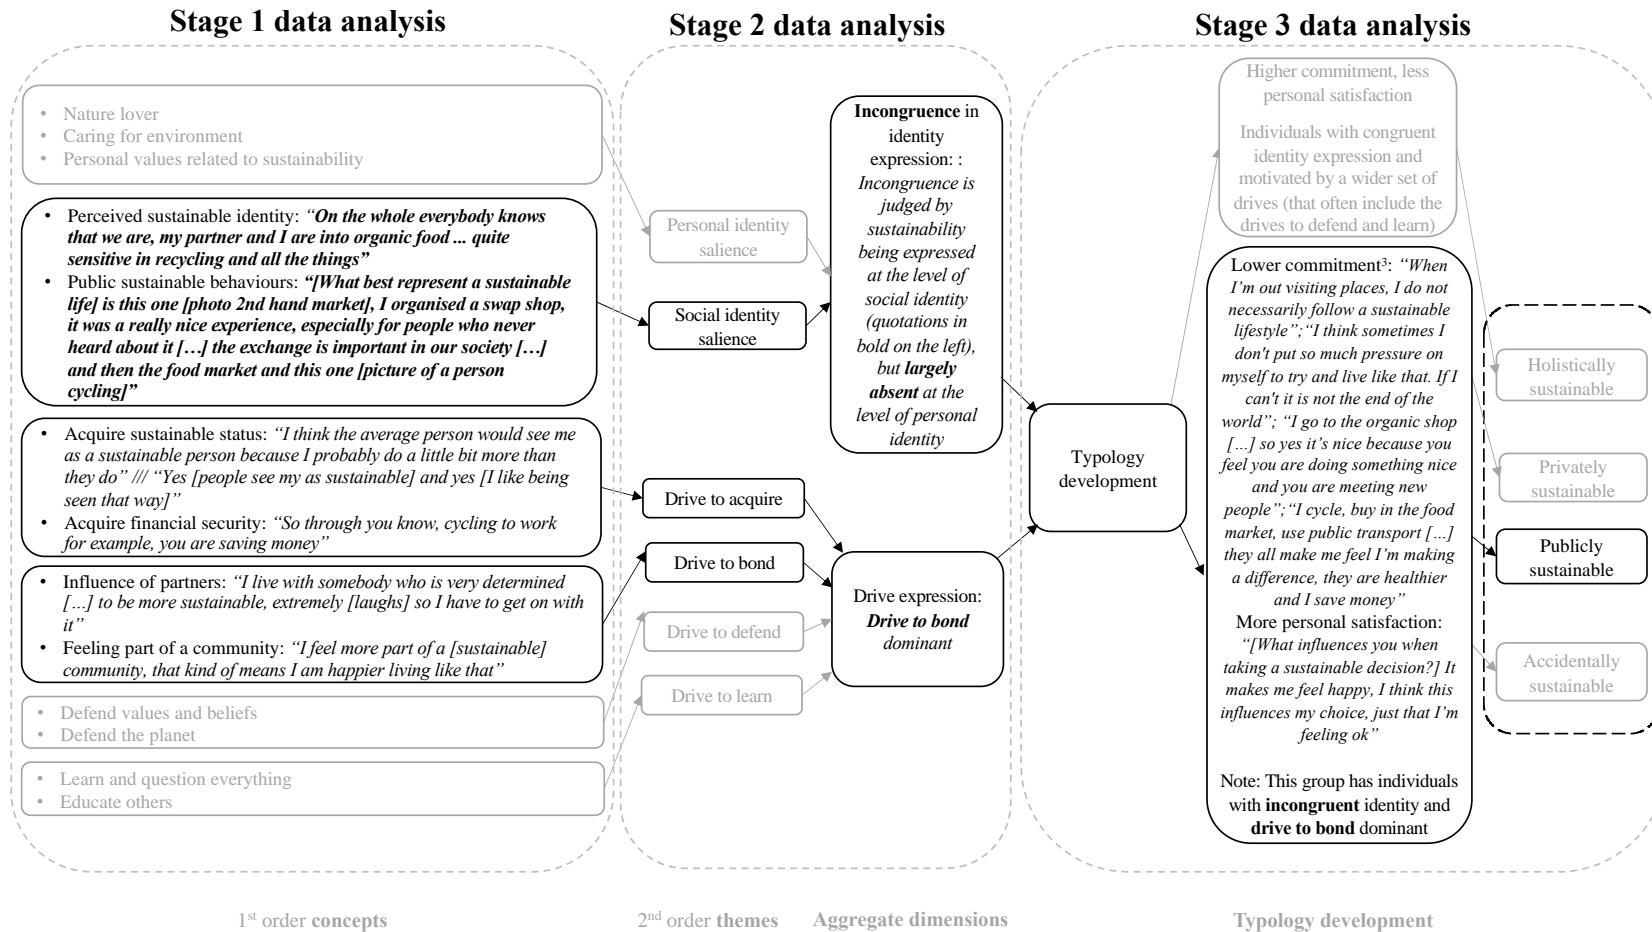 Stage 1 data analysis
• Nature lover
• Caring for environment
• Personal values related to sustainability
• Perceived sustainable identity: “On the whole everybody knows
that we are, my partner and I are into organic food ... quite
sensitive in recycling and all the things”
• Public sustainable behaviours: “[What best represent a sustainable
life] is this one [photo 2nd hand market], I organised a swap shop,
it was a really nice experience, especially for people who never
heard about it […] the exchange is important in our society […]
and then the food market and this one [picture of a person
cycling]”
• Acquire sustainable status: “I think the average person would see me
as a sustainable person because I probably do a little bit more than
they do” /// “Yes [people see my as sustainable] and yes [I like being
seen that way]”
• Acquire financial security: “So through you know, cycling to work
for example, you are saving money”
• Influence of partners: “I live with somebody who is very determined
[…] to be more sustainable, extremely [laughs] so I have to get on with
it”
• Feeling part of a community: “I feel more part of a [sustainable]
community, that kind of means I am happier living like that”
• Defend values and beliefs
• Defend the planet
• Learn and question everything
• Educate others
1st order concepts
Stage 2 data analysis
Personal identity
salience
Social identity
salience
Drive to acquire
Drive to bond
Drive to defend
Drive to learn
2nd order themes
Incongruence in
identity
expression: :
Incongruence is
judged by
sustainability
being expressed
at the level of
social identity
(quotations in
bold on the left),
but largely
absent at the
level of personal
identity
Drive expression:
Drive to bond
dominant
Aggregate dimensions
Stage 3 data analysis
Typology
development
Higher commitment, less
personal satisfaction
Individuals with congruent
identity expression and
motivated by a wider set of
drives (that often include the
drives to defend and learn)
Lower commitment³: “When
I’m out visiting places, I do not
necessarily follow a sustainable
lifestyle”;“I think sometimes I
don't put so much pressure on
myself to try and live like that. If I
can't it is not the end of the
world”; “I go to the organic shop
[…] so yes it’s nice because you
feel you are doing something nice
and you are meeting new
people”;“I cycle, buy in the food
market, use public transport […]
they all make me feel I’m making
a difference, they are healthier
and I save money”
More personal satisfaction:
“[What influences you when
taking a sustainable decision?] It
makes me feel happy, I think this
influences my choice, just that I’m
feeling ok”
Note: This group has individuals
with incongruent identity and
drive to bond dominant
Holistically
sustainable
Privately
sustainable
Publicly
sustainable
Accidentally
sustainable
Typology development